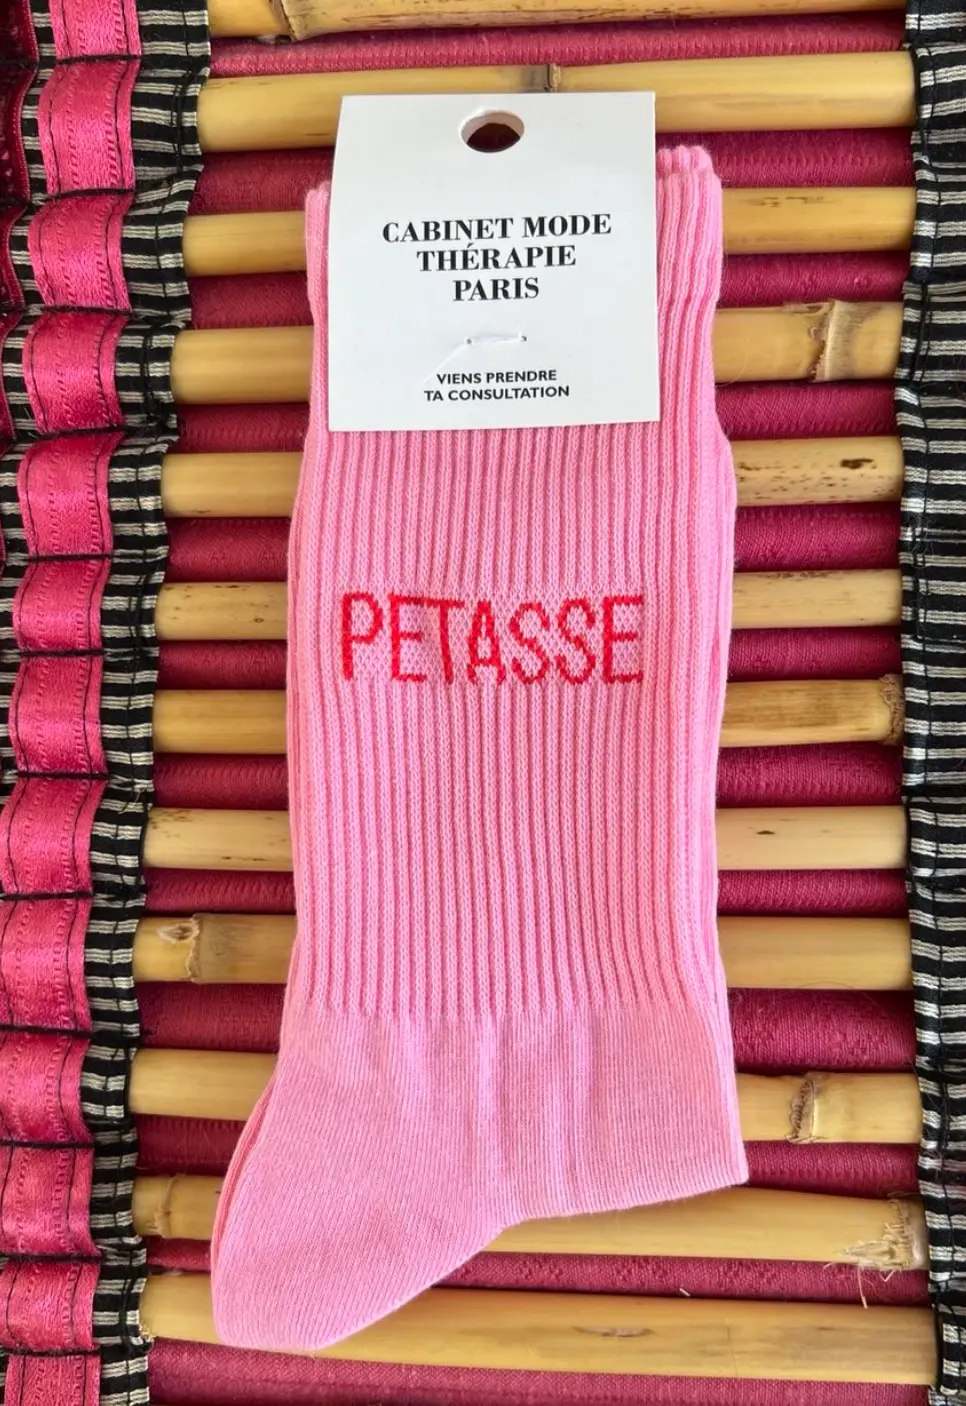 CABINET MODE
THÉRAPIE
PARIS
VIENS PRENDRE
TA CONSULTATION
PETASSE